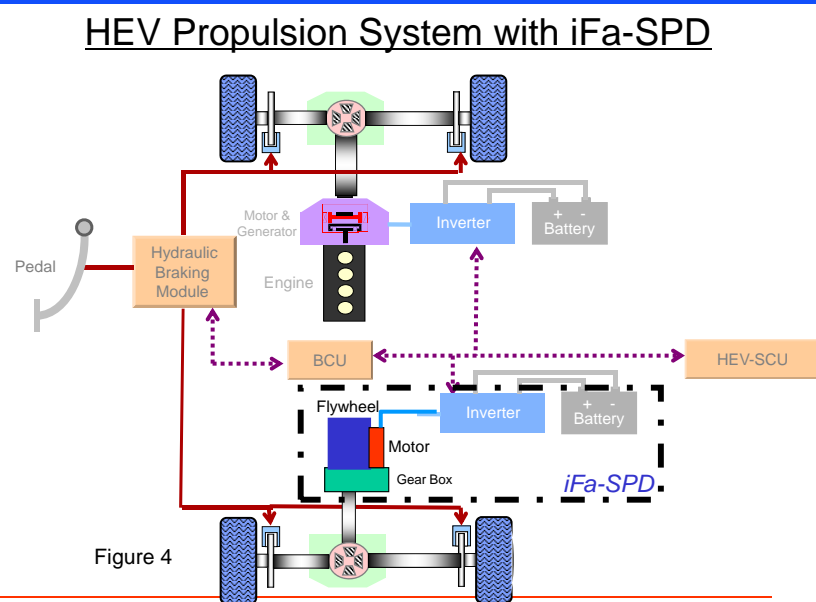 HEV Propulsion System with iFa-SPD
Motor &
Generator
Inverter
+ -
Battery
Pedal
Hydraulic
Braking
Module
Engine
BCU
HEV-SCU
Flywheel
Inverter
+ -
Battery
Motor
Gear Box
iFa-SPD
Figure 4